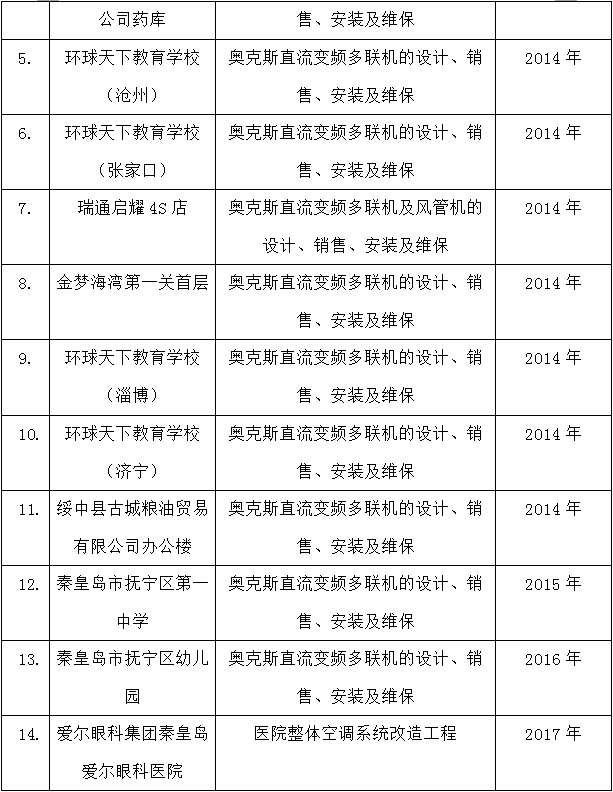 公司药库 售、安装及维保
5. 环球天下教育学校 奥克斯直流变频多联机的设计、销 2014 年
（沧州） 售、安装及维保
6. 环球天下教育学校 奥克斯直流变频多联机的设计、销 2014 年
（张家口） 售、安装及维保
7. 瑞通启耀 4S 店 奥克斯直流变频多联机及风管机的 2014 年
设计、销售、安装及维保
8. 金梦海湾第一关首层 奥克斯直流变频多联机的设计、销 2014 年
售、安装及维保
9. 环球天下教育学校 奥克斯直流变频多联机的设计、销 2014 年
（淄博） 售、安装及维保
10. 环球天下教育学校 奥克斯直流变频多联机的设计、销 2014 年
（济宁） 售、安装及维保
11. 绥中县古城粮油贸易 奥克斯直流变频多联机的设计、销 2014 年
有限公司办公楼 售、安装及维保
12. 秦皇岛市抚宁区第一 奥克斯直流变频多联机的设计、销 2015 年
中学 售、安装及维保
13. 秦皇岛市抚宁区幼儿 奥克斯直流变频多联机的设计、销 2016 年
园 售、安装及维保
14. 爱尔眼科集团秦皇岛 医院整体空调系统改造工程 2017 年
爱尔眼科医院